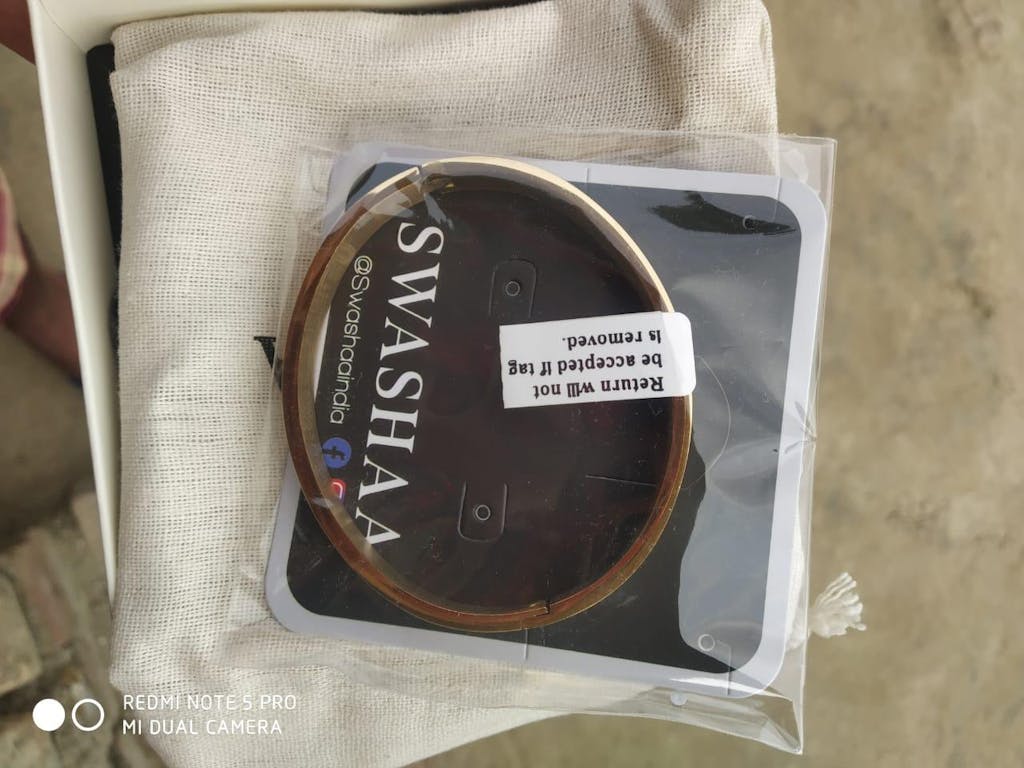 SWASHAA
@Swashaaindia
Return will not
be accepted if tag
is removed.
REDMI NOTE 5 PRO
MI DUAL CAMERA